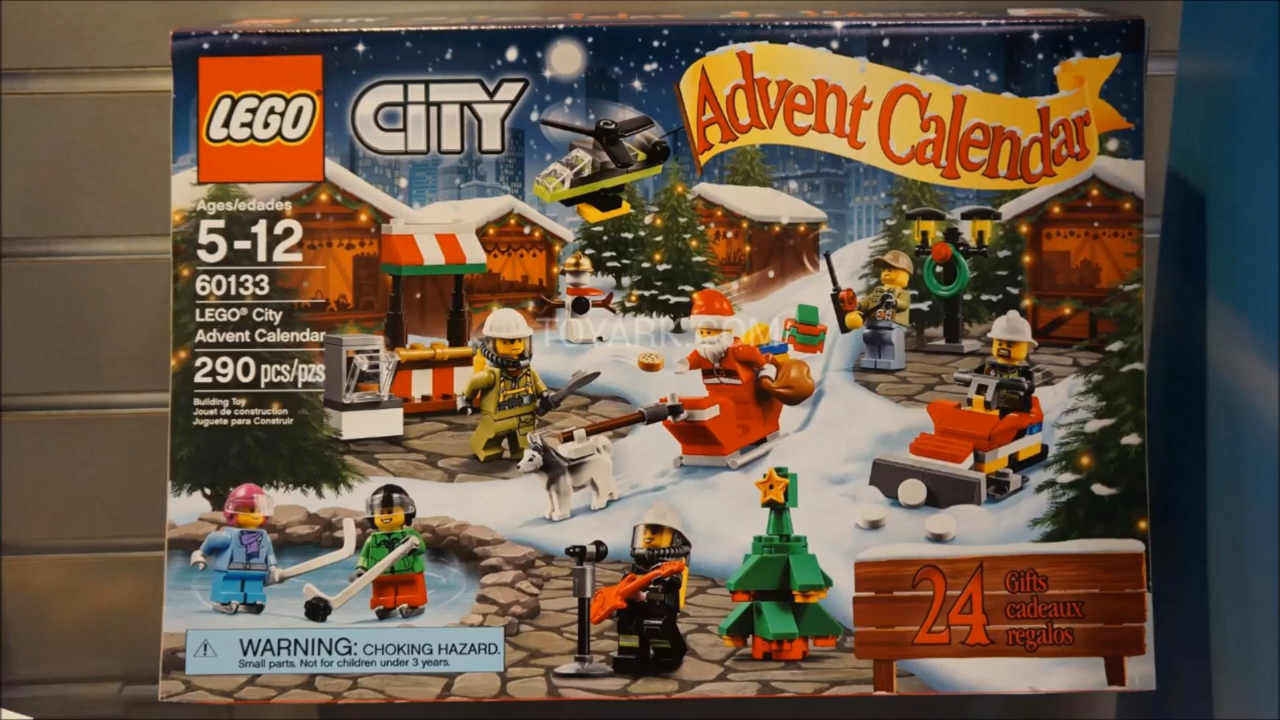 LEGO CITY
Advent Calendar
Ages/edades
5-12
60133
LEGO® City
Advent Calendar
290 pcs/pzs
Building Toy
Jouet de construction
Juguete para Construir
TOYARK.COM
24 Gifts
cadeaux
regalos
WARNING: CHOKING HAZARD.
Small parts. Not for children under 3 years.